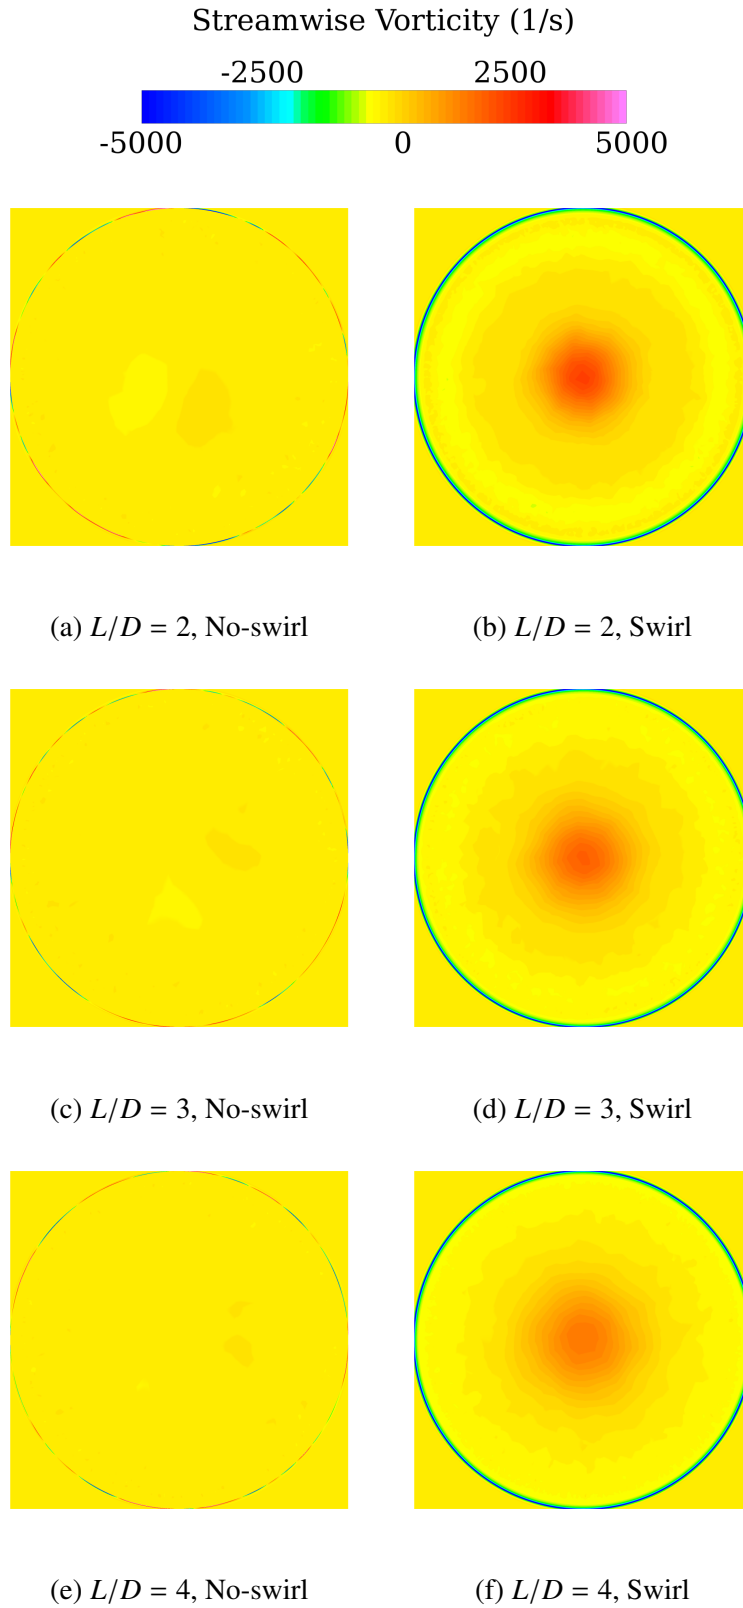 Streamwise Vorticity (1/s)
-2500 2500
-5000 0 5000
(a) L/D = 2, No-swirl
(b) L/D = 2, Swirl
(c) L/D = 3, No-swirl
(d) L/D = 3, Swirl
(e) L/D = 4, No-swirl
(f) L/D = 4, Swirl